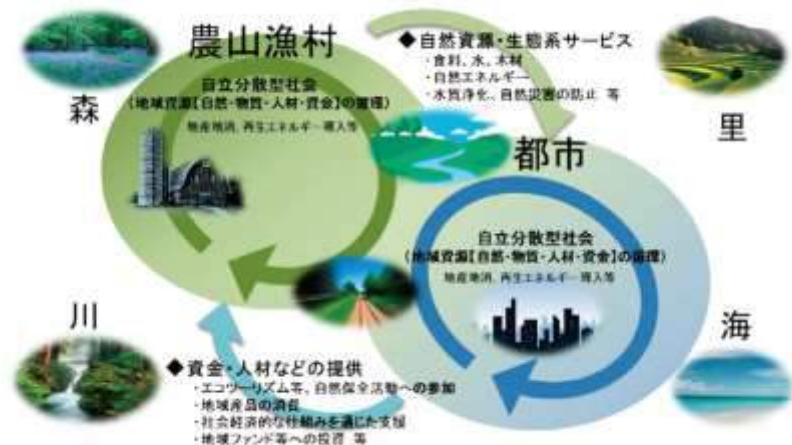 農山漁村
森
自立分散型社会
(地域資源【自然・物質・人材・資金】の循環)
地産地消、再生エネルギー導入等
◆自然資源・生態系サービス
・食料、水、木材
・自然エネルギー
・水質浄化、自然災害の防止 等
里
都市
自立分散型社会
(地域資源【自然・物質・人材・資金】の循環)
地産地消、再生エネルギー導入等
川
海
◆資金・人材などの提供
・エコツーリズム等、自然保全活動への参加
・地域産品の消費
・社会経済的な仕組みを通じた支援
・地域ファンド等への投資 等